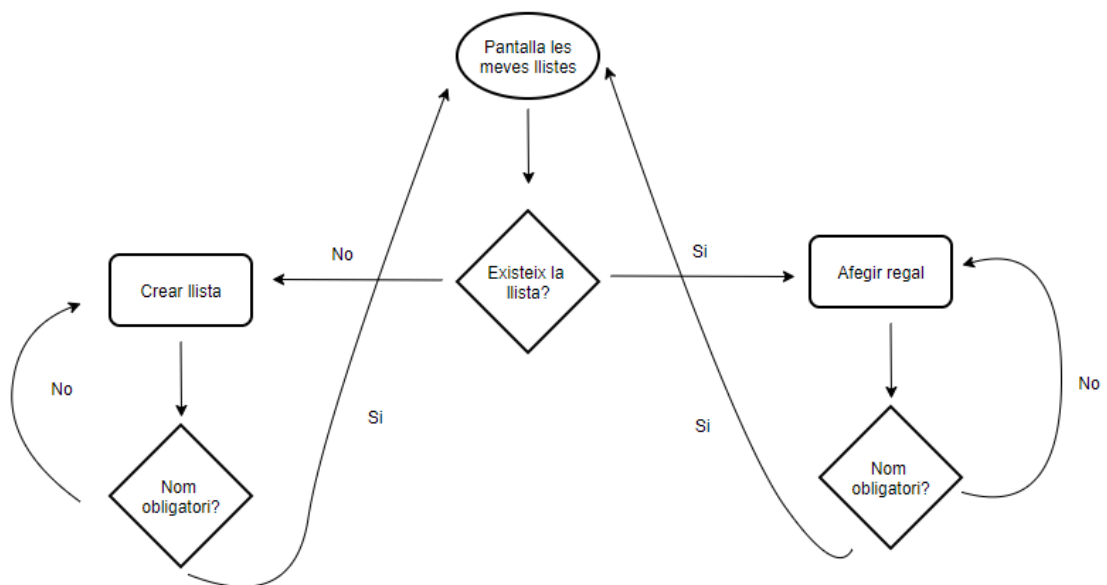 Pantalla les
meves llistes
No
Si
Existeix la
llista?
Crear llista
Afegir regal
No
Si
Si
No
Nom
obligatori?
Nom
obligatori?